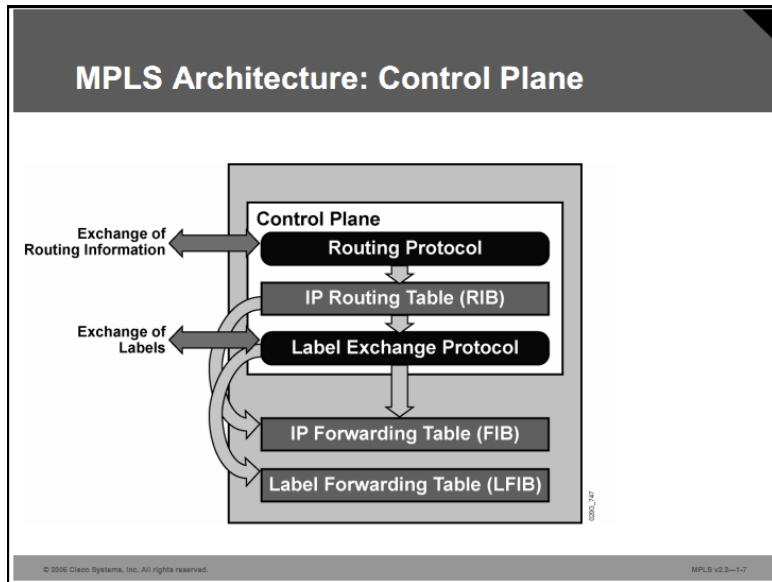 MPLS Architecture: Control Plane
Control Plane
Exchange of
Routing Information
Routing Protocol
IP Routing Table (RIB)
Exchange of
Labels
Label Exchange Protocol
IP Forwarding Table (FIB)
Label Forwarding Table (LFIB)
© 2006 Cisco Systems, Inc. All rights reserved.
MPLS v2.2—1-7